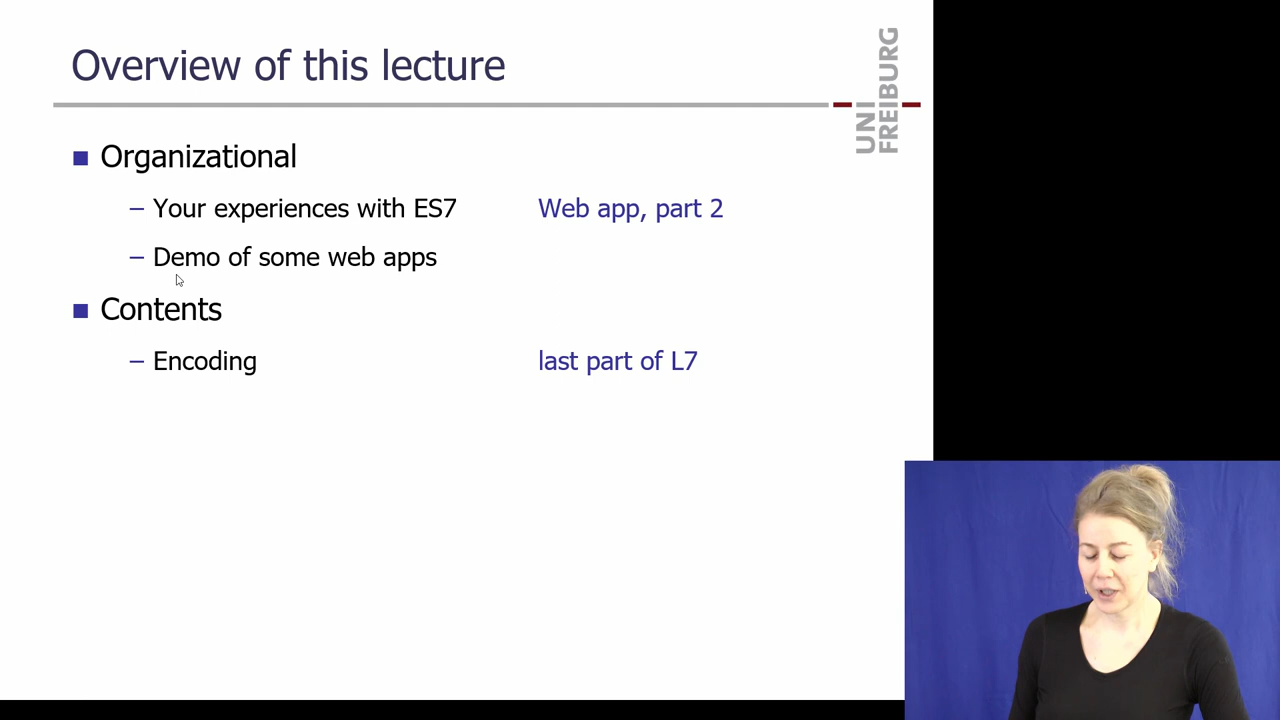 Overview of this lecture
UNI
FREIBURG
■ Organizational
– Your experiences with ES7 Web app, part 2
– Demo of some web apps
■ Contents
– Encoding last part of L7